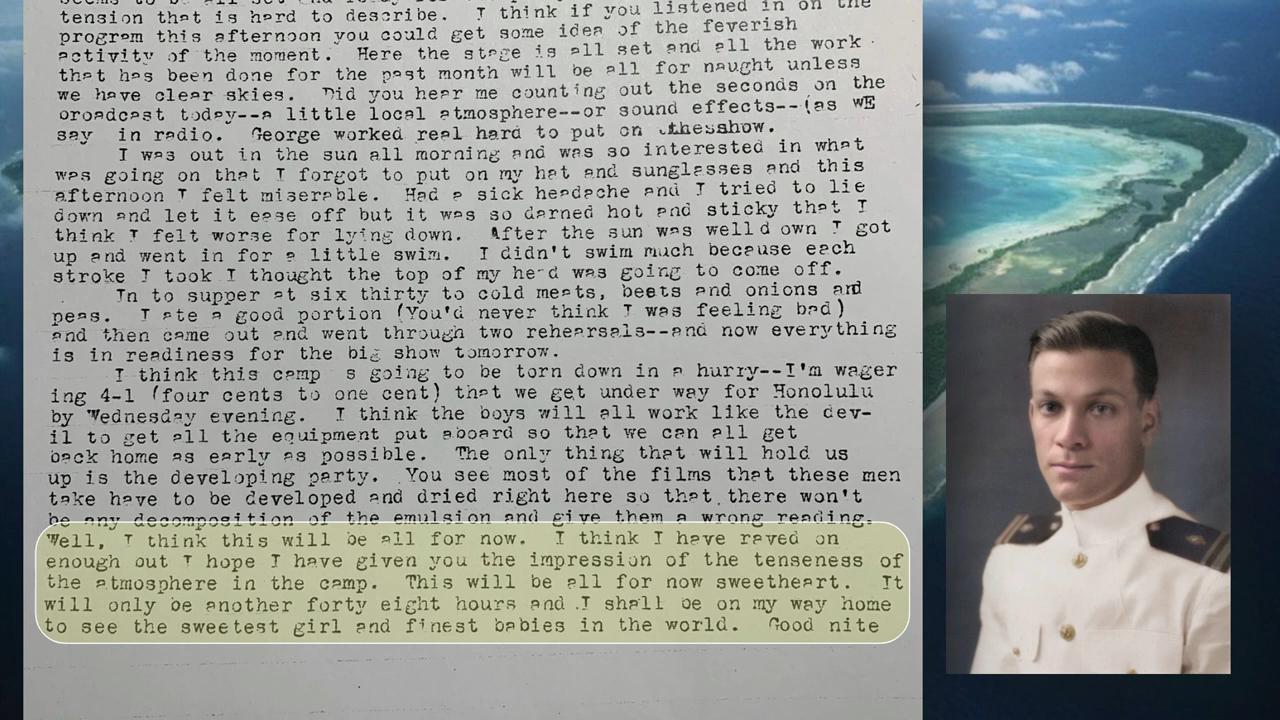 tension that is hard to describe.  I think if you listened in on the
program this afternoon you could get some idea of the feverish
activity of the moment.  Here the stage is all set and all the work
that has been done for the past month will be all for naught unless
we have clear skies.  Did you hear me counting out the seconds on the
broadcast today--a little local atmosphere--or sound effects--(as wE
say  in radio.  George worked real hard to put on thesshow.
I was out in the sun all morning and was so interested in what
was going on that I forgot to put on my hat and sunglasses and this
afternoon I felt miserable.  Had a sick headache and I tried to lie
down and let it ease off but it was so darned hot and sticky that I
think I felt worse for lying down.  After the sun was welld own I got
up and went in for a little swim.  I didn't swim much because each
stroke I took I thought the top of my head was going to come off.
In to supper at six thirty to cold meats, beets and onions and
peas.  I ate a good portion (You'd never think I was feeling bad)
and then came out and went through two rehearsals--and now everything
is in readiness for the big show tomorrow.
I think this camp  s going to be torn down in a hurry--I'm wager
ing 4-1 (four cents to one cent) that we get under way for Honolulu
by Wednesday evening.  I think the boys will all work like the dev-
il to get all the equipment put aboard so that we can all get
back home as early as possible.  The only thing that will hold us
up is the developing party.  You see most of the films that these men
take have to be developed and dried right here so that there won't
be any decomposition of the emulsion and give them a wrong reading.
Well, I think this will be all for now.  I think I have raved on
enough out I hope I have given you the impression of the tenseness of
the atmosphere in the camp.  This will be all for now sweetheart.  It
will only be another forty eight hours and I shall be on my way home
to see the sweetest girl and finest babies in the world.  Good nite